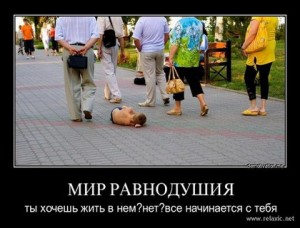 МИР РАВНОДУШИЯ
ты хочешь жить в нем?нет?все начинается с тебя
www.relaxic.net